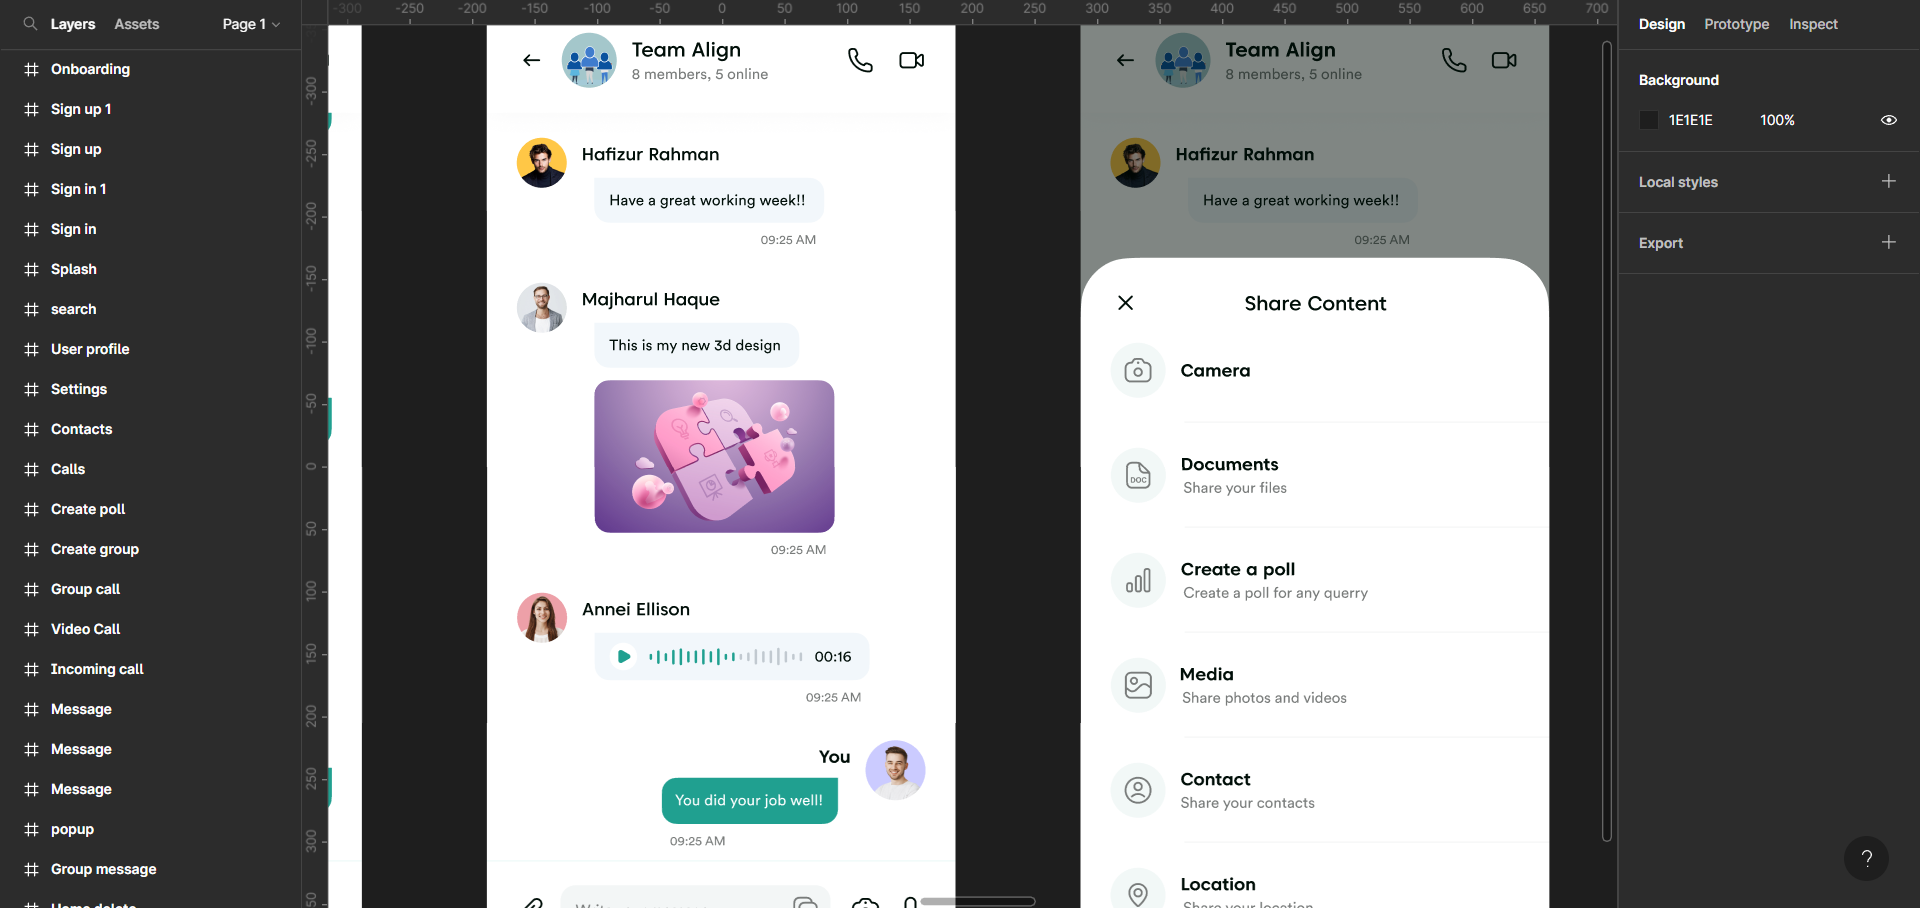 Layers
Assets
Page 1
Onboarding
Sign up 1
Sign up
Sign in 1
Sign in
Splash
search
User profile
Settings
Contacts
Calls
Create poll
Create group
Group call
Video Call
Incoming call
Message
Message
Message
popup
Group message
-300 -250 -200 -150 -100 -50 0 50 100 150 200 250 300 350 400 450 500 550 600 650 700
-300
-250
-200
-150
-100
-50
0
50
100
150
200
250
300
Team Align
8 members, 5 online
Hafizur Rahman
Have a great working week!!
09:25 AM
Majharul Haque
This is my new 3d design
09:25 AM
Annei Ellison
00:16
09:25 AM
You
You did your job well!
09:25 AM
Team Align
8 members, 5 online
Hafizur Rahman
Have a great working week!!
09:25 AM
Share Content
Camera
DOC
Documents
Share your files
Create a poll
Create a poll for any querry
Media
Share photos and videos
Contact
Share your contacts
Location
Share your location
Design
Prototype
Inspect
Background
1E1E1E
100%
Local styles
Export
?